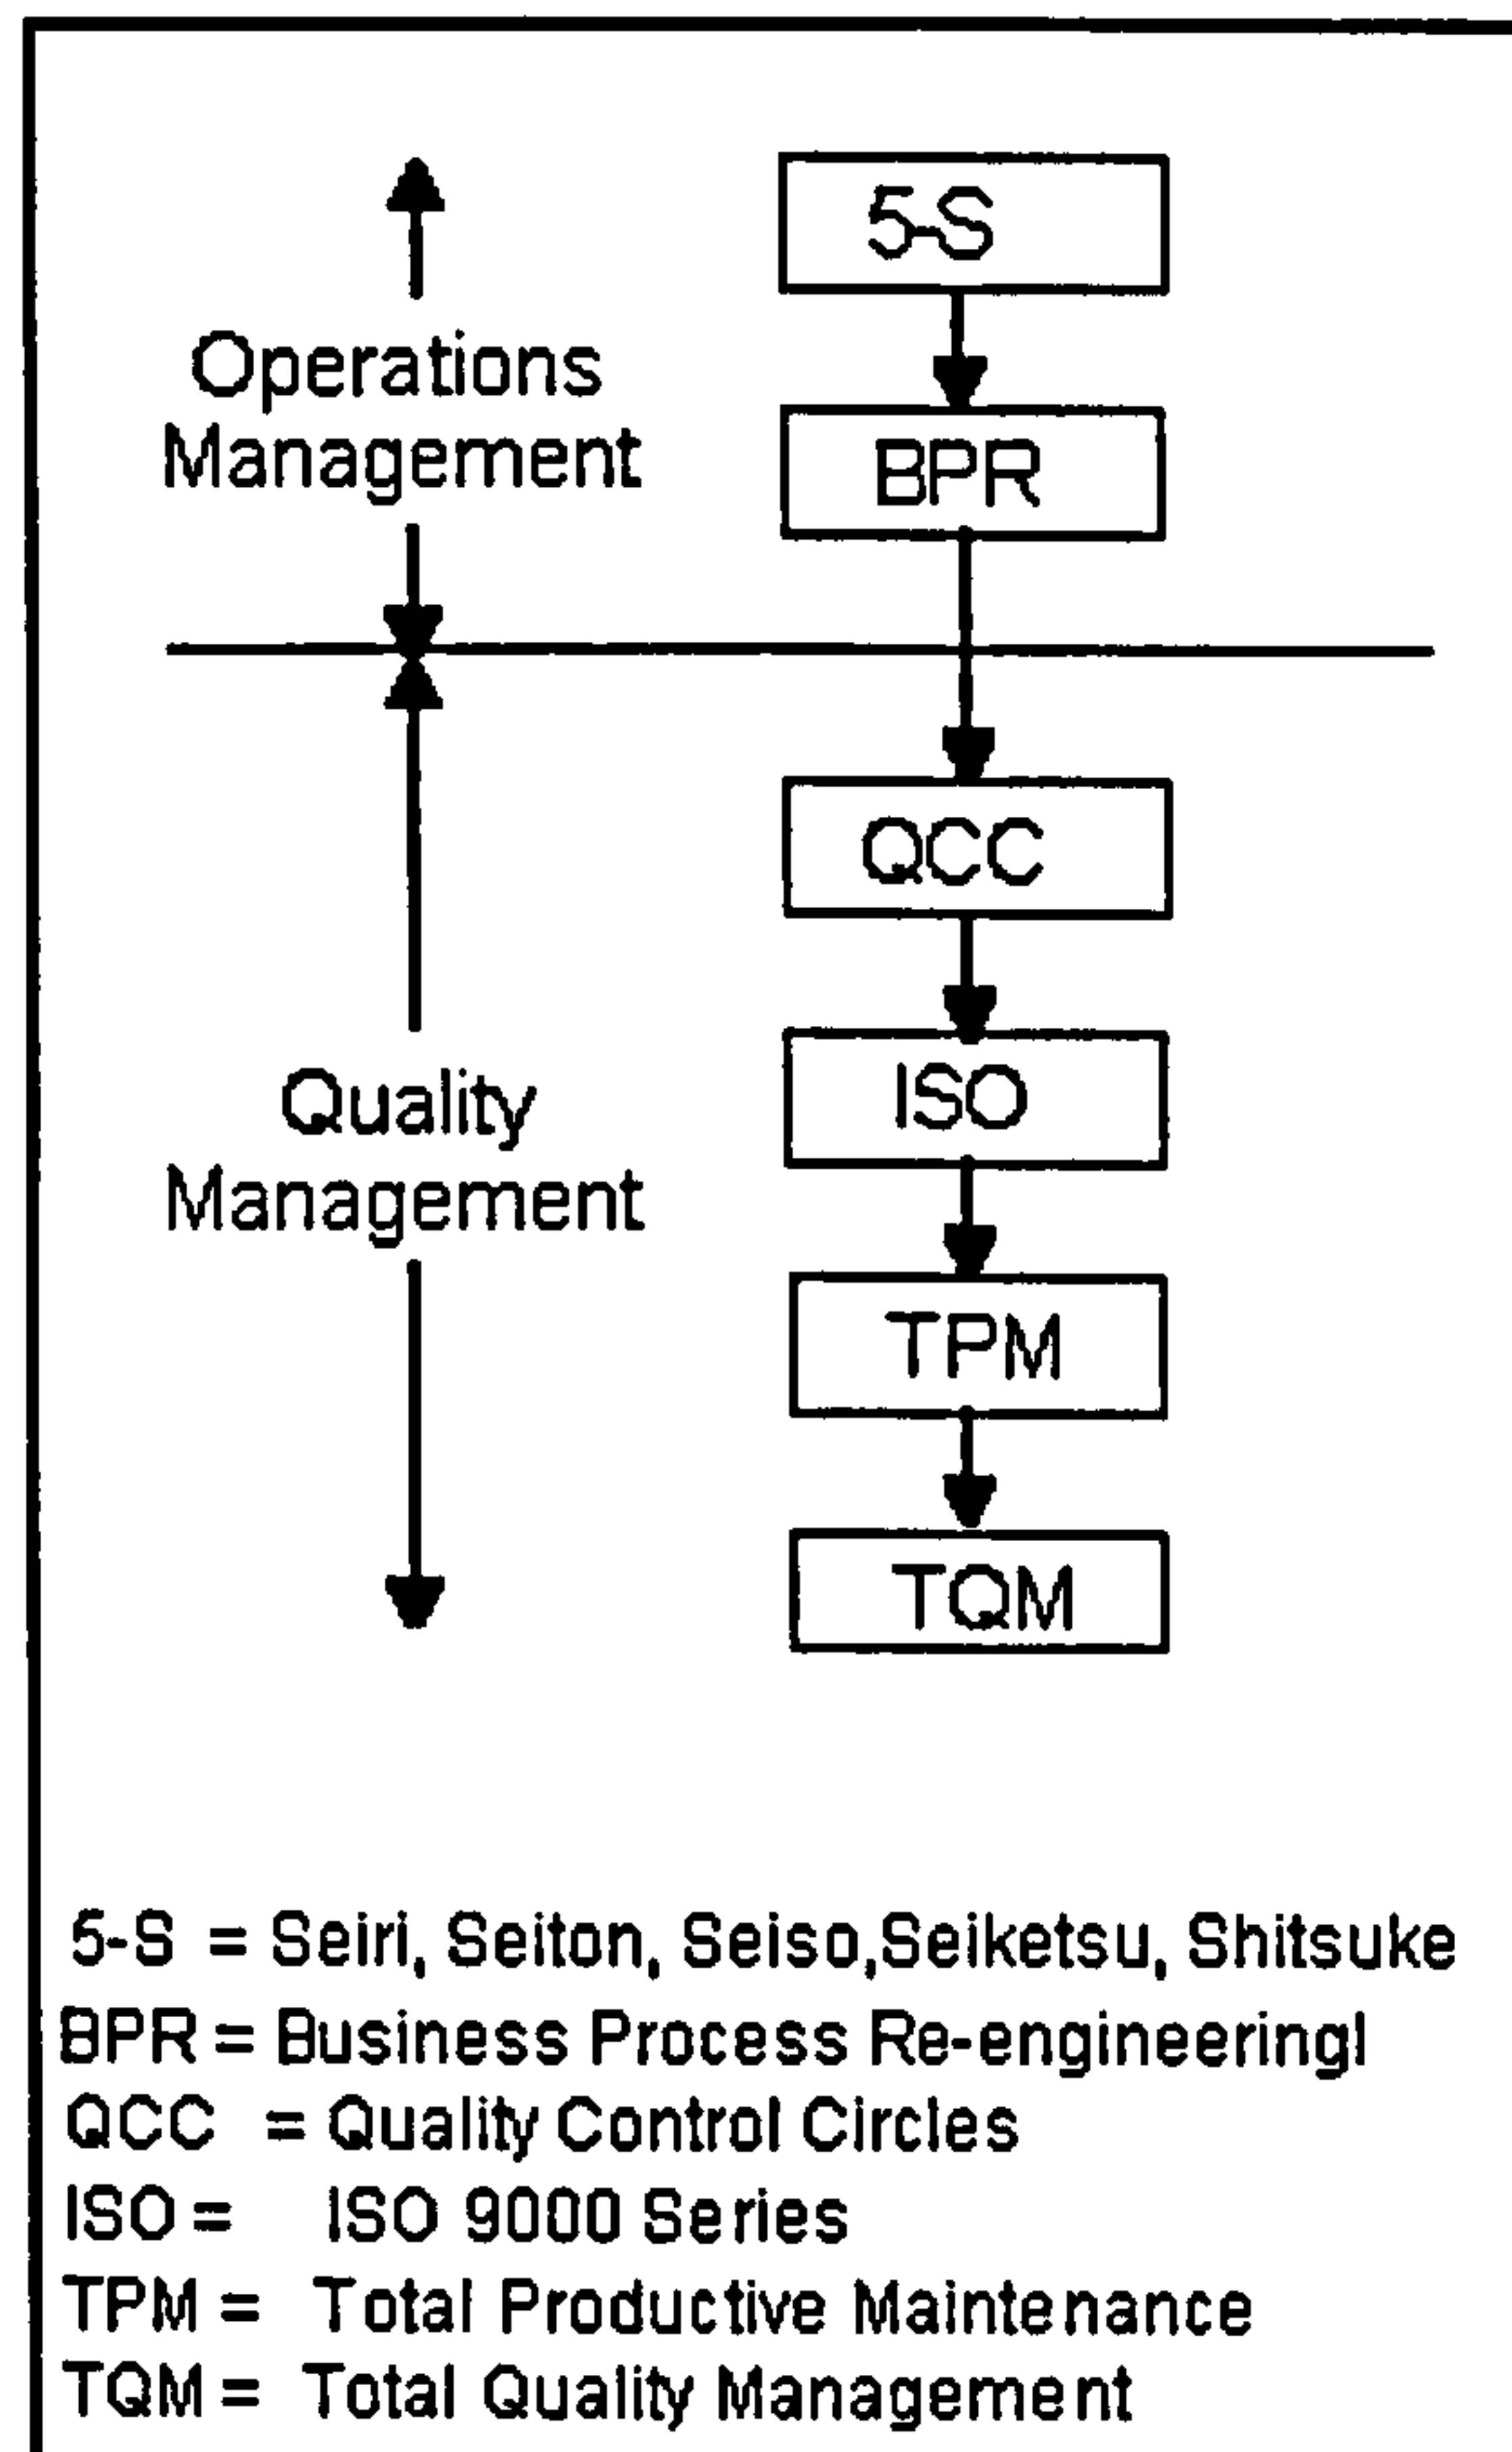 5-S
Operations
Management
BPR
QCC
Quality
Management
ISO
TPM
TQM
5-S = Seiri, Seiton, Seiso,Seiketsu, Shitsuke
BPR = Business Process Re-engineeringl
QCC = Quality Control Circles
ISO = ISO 9000 Series
TPM = Total Productive Maintenance
TQM = Total Quality Management